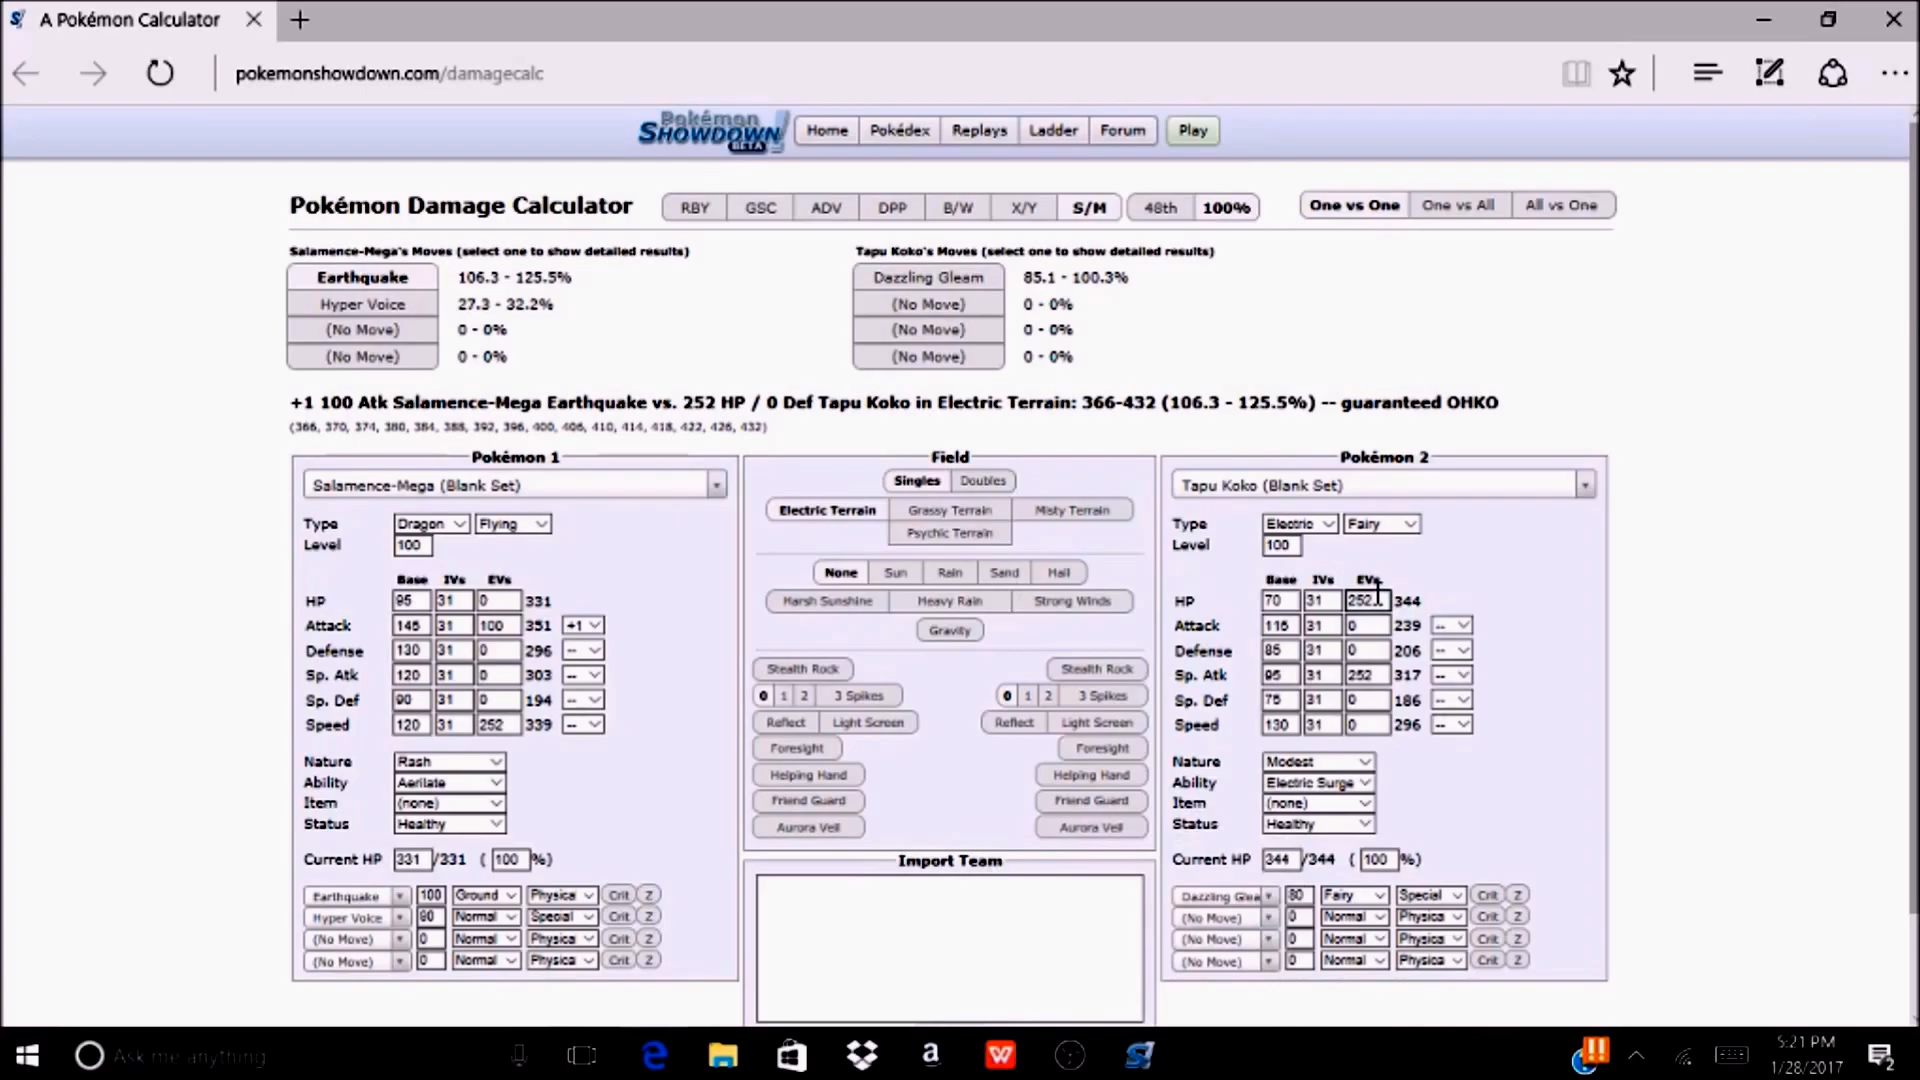 A Pokémon Calculator
pokemonshowdown.com/damagecalc
Pokémon SHOWDOWN! BETA
Home Pokédex Replays Ladder Forum Play
Pokémon Damage Calculator RBY GSC ADV DPP B/W X/Y S/M 48th 100% One vs One One vs All All vs One
Salamence-Mega's Moves (select one to show detailed results) Tapu Koko's Moves (select one to show detailed results)
Earthquake 106.3 - 125.5% Dazzling Gleam 85.1 - 100.3%
Hyper Voice 27.3 - 32.2% (No Move) 0 - 0%
(No Move) 0 - 0% (No Move) 0 - 0%
(No Move) 0 - 0% (No Move) 0 - 0%
+1 100 Atk Salamence-Mega Earthquake vs. 252 HP / 0 Def Tapu Koko in Electric Terrain: 366-432 (106.3 - 125.5%) -- guaranteed OHKO
(366, 370, 374, 380, 384, 388, 392, 396, 400, 406, 410, 414, 418, 422, 426, 432)
Pokémon 1
Salamence-Mega (Blank Set)
Type Dragon Flying
Level 100
Base IVs EVs
HP 95 31 0 331
Attack 145 31 100 351 +1
Defense 130 31 0 296 --
Sp. Atk 120 31 0 303 --
Sp. Def 90 31 0 194 --
Speed 120 31 252 339 --
Nature Rash
Ability Aerilate
Item (none)
Status Healthy
Current HP 331 /331 ( 100 %)
Earthquake 100 Ground Physica Crit Z
Hyper Voice 90 Normal Special Crit Z
(No Move) 0 Normal Physica Crit Z
(No Move) 0 Normal Physica Crit Z
Field
Singles Doubles
Electric Terrain Grassy Terrain Misty Terrain
Psychic Terrain
None Sun Rain Sand Hail
Harsh Sunshine Heavy Rain Strong Winds
Gravity
Stealth Rock Stealth Rock
0 1 2 3 Spikes 0 1 2 3 Spikes
Reflect Light Screen Reflect Light Screen
Foresight Foresight
Helping Hand Helping Hand
Friend Guard Friend Guard
Aurora Veil Aurora Veil
Import Team
Pokémon 2
Tapu Koko (Blank Set)
Type Electric Fairy
Level 100
Base IVs EVs
HP 70 31 252 344
Attack 115 31 0 239 --
Defense 85 31 0 206 --
Sp. Atk 95 31 252 317 --
Sp. Def 75 31 0 186 --
Speed 130 31 0 296 --
Nature Modest
Ability Electric Surge
Item (none)
Status Healthy
Current HP 344 /344 ( 100 %)
Dazzling Glea 80 Fairy Special Crit Z
(No Move) 0 Normal Physica Crit Z
(No Move) 0 Normal Physica Crit Z
(No Move) 0 Normal Physica Crit Z
Ask me anything
5:21 PM
1/28/2017
2